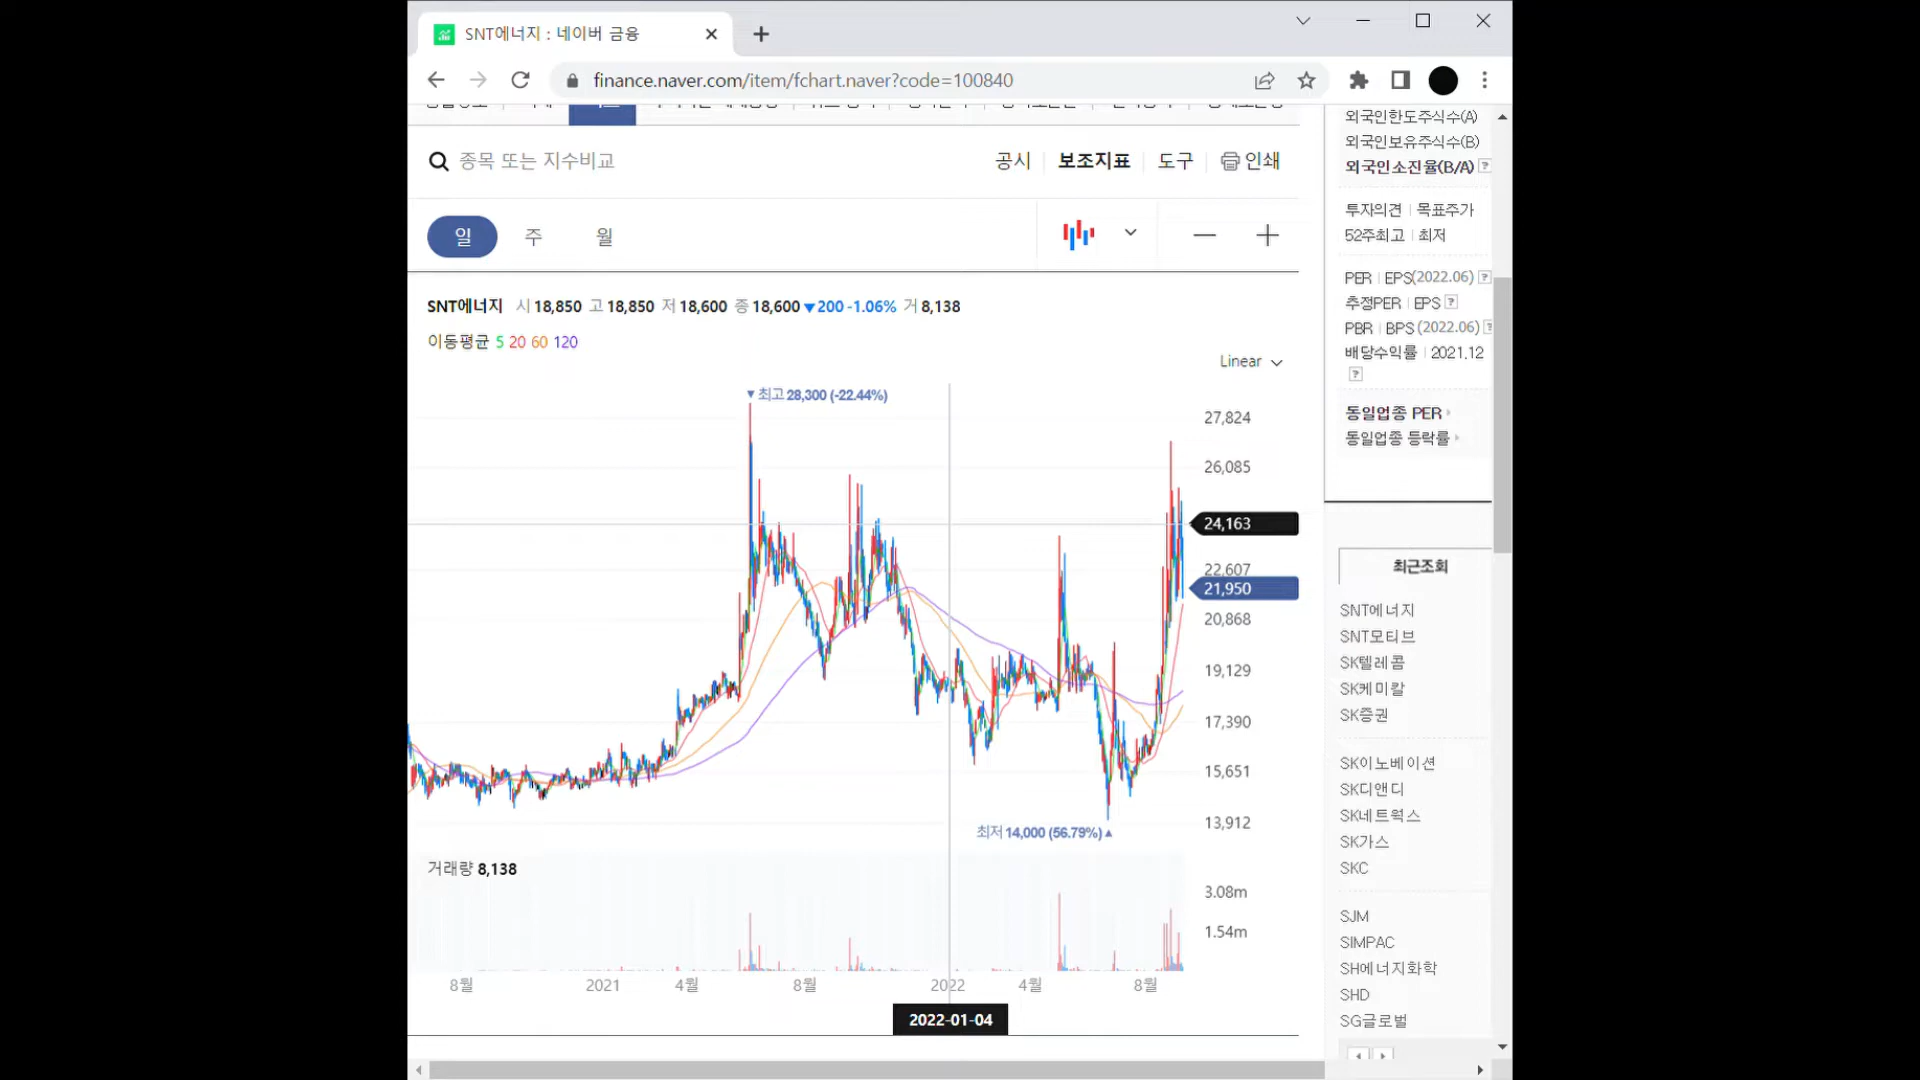 SNT에너지 : 네이버 금융
finance.naver.com/item/fchart.naver?code=100840
종목 또는 지수비교
공시
보조지표
도구
인쇄
일
주
월
SNT에너지 시 18,850 고 18,850 저 18,600 종 18,600 ▼200 -1.06% 거 8,138
이동평균 5 20 60 120
Linear
▼최고 28,300 (-22.44%)
27,824
26,085
24,163
22,607
21,950
20,868
19,129
17,390
15,651
13,912
최저 14,000 (56.79%)▲
거래량 8,138
3.08m
1.54m
8월
2021
4월
8월
2022
4월
8월
2022-01-04
외국인한도주식수(A)
외국인보유주식수(B)
외국인소진율(B/A) ?
투자의견 | 목표주가
52주최고 | 최저
PER | EPS(2022.06) ?
추정PER | EPS ?
PBR | BPS (2022.06) ?
배당수익률 | 2021.12
?
동일업종 PER
동일업종 등락률
최근조회
SNT에너지
SNT모티브
SK텔레콤
SK케미칼
SK증권
SK이노베이션
SK디앤디
SK네트웍스
SK가스
SKC
SJM
SIMPAC
SH에너지화학
SHD
SG글로벌